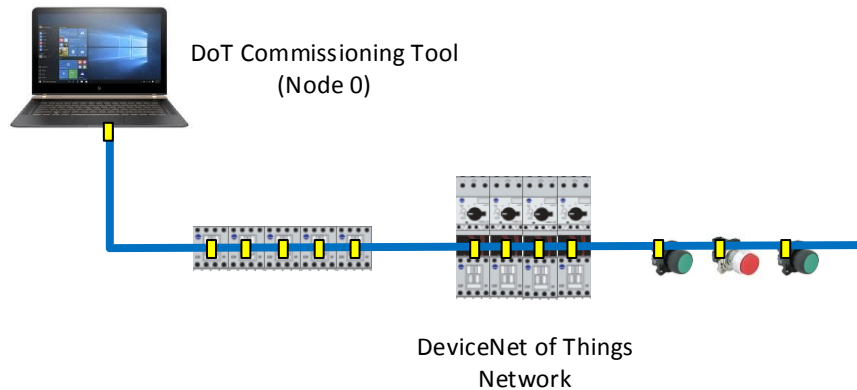 DoT Commissioning Tool
(Node 0)
DeviceNet of Things
Network